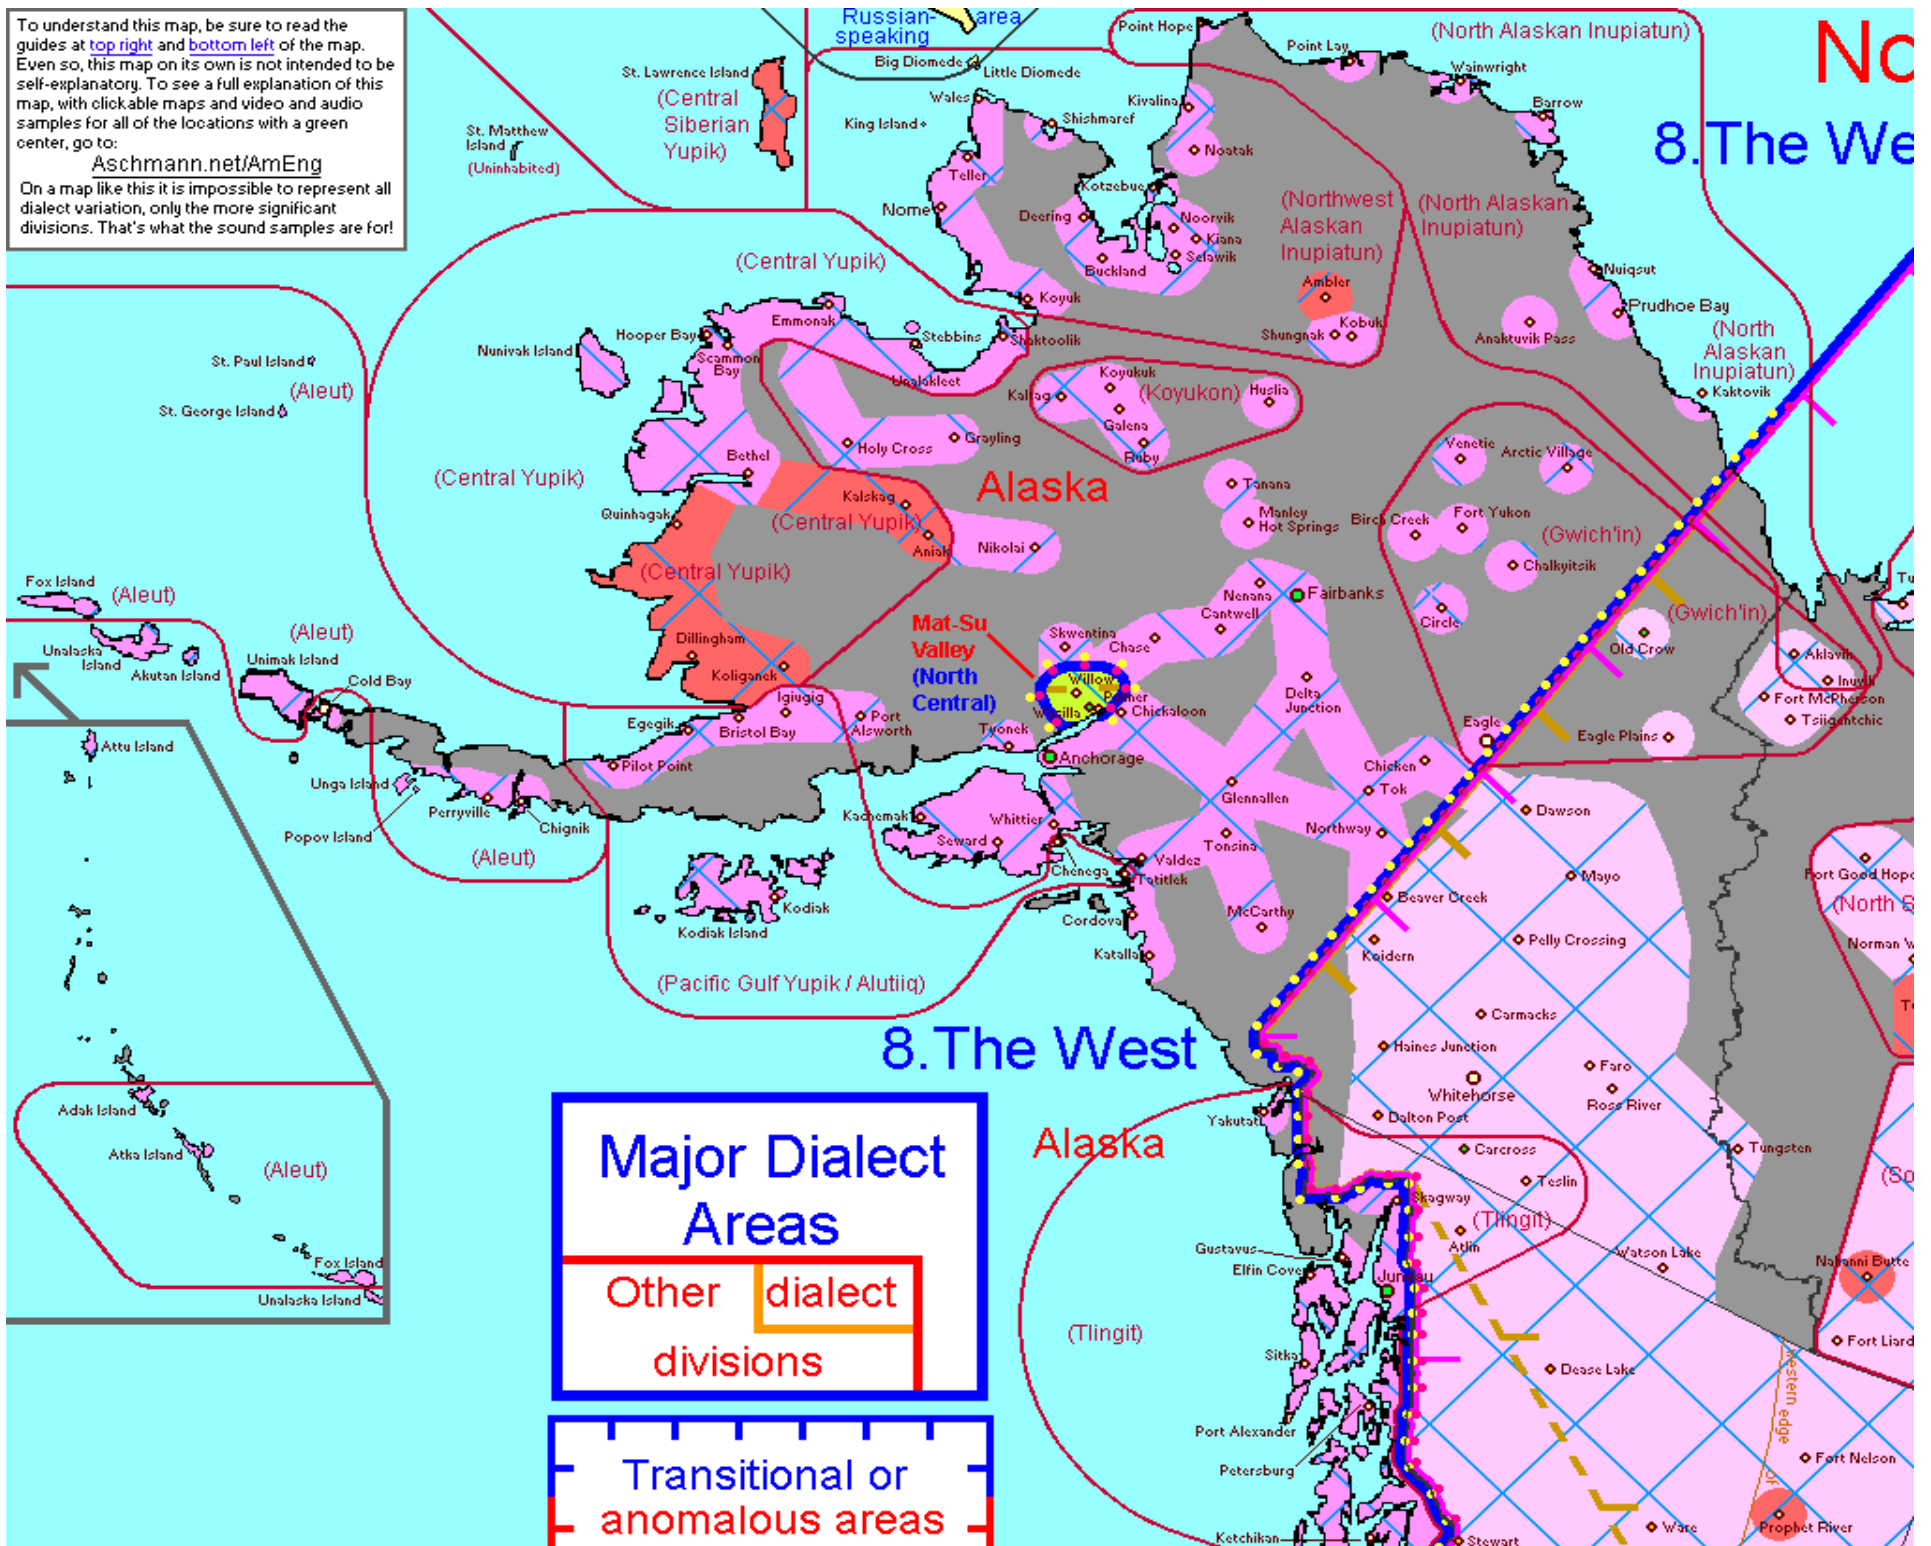 To understand this map, be sure to read the
guides at top right and bottom left of the map.
Even so, this map on its own is not intended to be
self-explanatory. To see a full explanation of this
map, with clickable maps and video and audio
samples for all of the locations with a green
center, go to:
Aschmann.net/AmEng
On a map like this it is impossible to represent all
dialect variation, only the more significant
divisions. That's what the sound samples are for!
Russian-
speaking
area
Big Diomede
Little Diomede
St. Lawrence Island
(Central
Siberian
Yupik)
St. Matthew
Island
(Uninhabited)
Wales
King Island
Shishmaref
Teller
Nome
Point Hope
Point Lay
(North Alaskan Inupiatun)
Wainwright
Barrow
8.The We
Kivalina
Noatak
Kotzebue
Deering
Noorvik
Kiana
Selawik
Buckland
(Northwest
Alaskan
Inupiatun)
(North Alaskan
Inupiatun)
Ambler
Shungnak
Kobuk
Nuiqsut
Prudhoe Bay
Anaktuvik Pass
(North
Alaskan
Inupiatun)
Kaktovik
(Central Yupik)
Koyuk
Emmonak
Stebbins
Shaktoolik
Hooper Bay
Scammon
Bay
Unalakleet
Nunivak Island
St. Paul Island
(Aleut)
St. George Island
Koyukuk
(Koyukon)
Kaltag
Huslia
Galena
Ruby
Holy Cross
Grayling
Bethel
(Central Yupik)
Alaska
Kalskag
(Central Yupik)
Quinhagak
Aniak
Nikolai
(Central Yupik)
Dillingham
Koliganek
Tanana
Manley
Hot Springs
Venetie
Arctic Village
Birch Creek
Fort Yukon
(Gwich'in)
Chalkyitsik
Circle
(Gwich'in)
Old Crow
Nenana
Fairbanks
Cantwell
Mat-Su
Valley
(North
Central)
Skwentina
Chase
Willow
Palmer
Wasilla
Chickaloon
Delta
Junction
Aklavik
Inuvik
Fort McPherson
Tsiigehtchic
Eagle Plains
Eagle
Fox Island
(Aleut)
Unalaska
Island
Akutan Island
(Aleut)
Unimak Island
Cold Bay
Igiugig
Egegik
Bristol Bay
Port
Alsworth
Tyonek
Anchorage
Pilot Point
Attu Island
Unga Island
Popov Island
Perryville
Chignik
(Aleut)
Kachemak
Whittier
Seward
Chenega
Glennallen
Tonsina
Valdez
Tatitlek
Chicken
Tok
Northway
Dawson
Mayo
Fort Good Hope
(North S
Norman W
Beaver Creek
McCarthy
Cordova
Katalla
Kodiak
Kodiak Island
(Pacific Gulf Yupik / Alutiiq)
Koidern
Pelly Crossing
Carmacks
Haines Junction
Faro
Whitehorse
Ross River
Dalton Post
8.The West
Yakutat
Alaska
Carcross
Teslin
(Tlingit)
Atlin
Tungsten
Watson Lake
(So
Nahanni Butte
Fort Liard
Adak Island
Atka Island
(Aleut)
Fox Island
Unalaska Island
Major Dialect
Areas
Other dialect
divisions
Transitional or
anomalous areas
Skagway
Gustavus
Elfin Cove
Juneau
(Tlingit)
Sitka
Port Alexander
Petersburg
Ketchikan
Dease Lake
Western edge of
Fort Nelson
Prophet River
Ware
Stewart